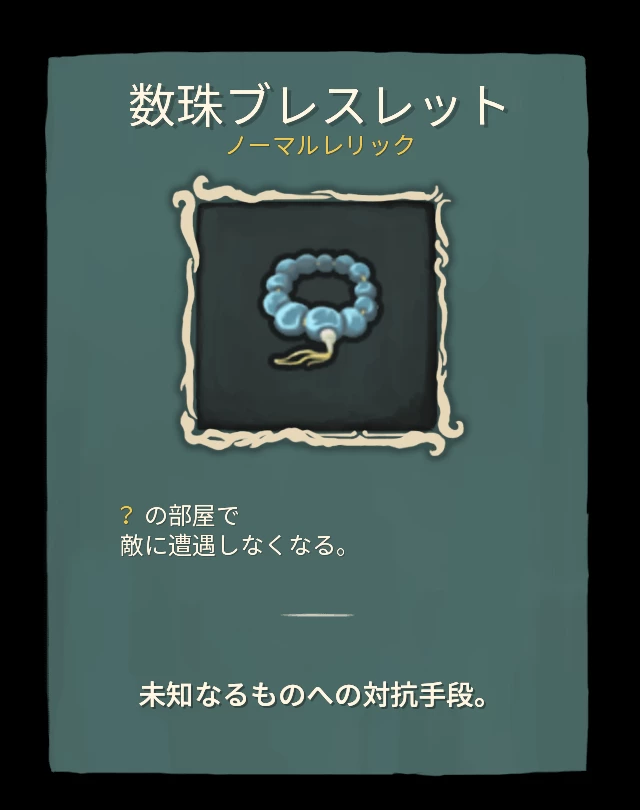 数珠ブレスレット
ノーマルレリック
? の部屋で
敵に遭遇しなくなる。
未知なるものへの対抗手段。